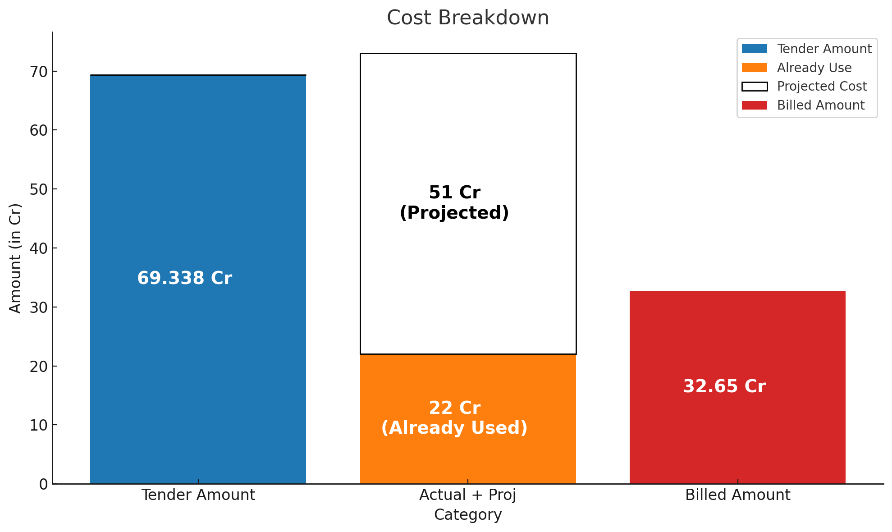 Cost Breakdown
Tender Amount
Already Use
Projected Cost
Billed Amount
Amount (in Cr)
70
60
50
40
30
20
10
0
69.338 Cr
51 Cr
(Projected)
22 Cr
(Already Used)
32.65 Cr
Tender Amount
Actual + Proj
Billed Amount
Category